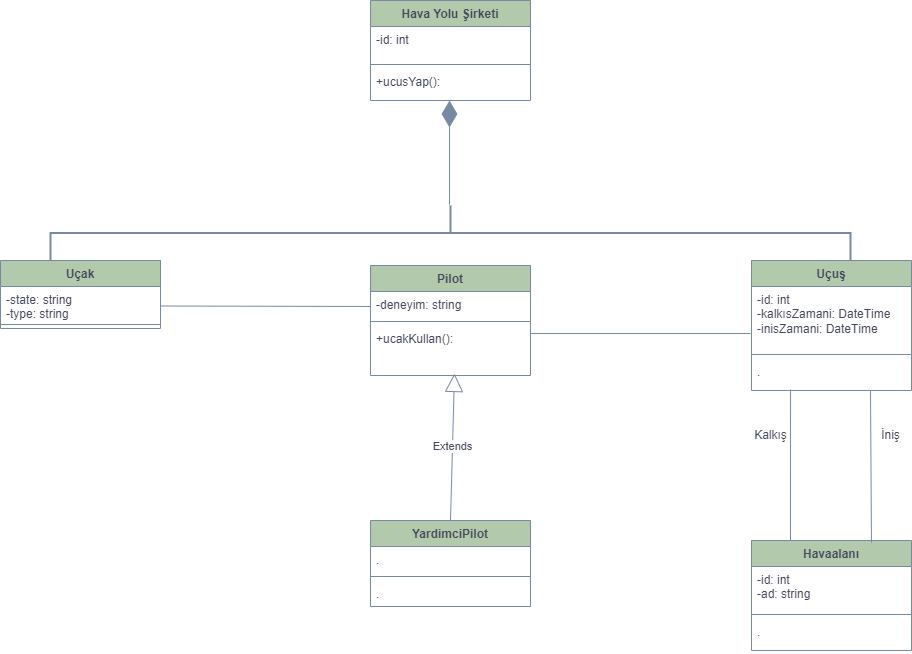 Hava Yolu Şirketi
-id: int
+ucusYap():
Uçak
-state: string
-type: string
Pilot
-deneyim: string
+ucakKullan():
Uçuş
-id: int
-kalkısZamani: DateTime
-inisZamani: DateTime
.
Kalkış
İniş
Extends
YardimciPilot
.
.
Havaalanı
-id: int
-ad: string
.